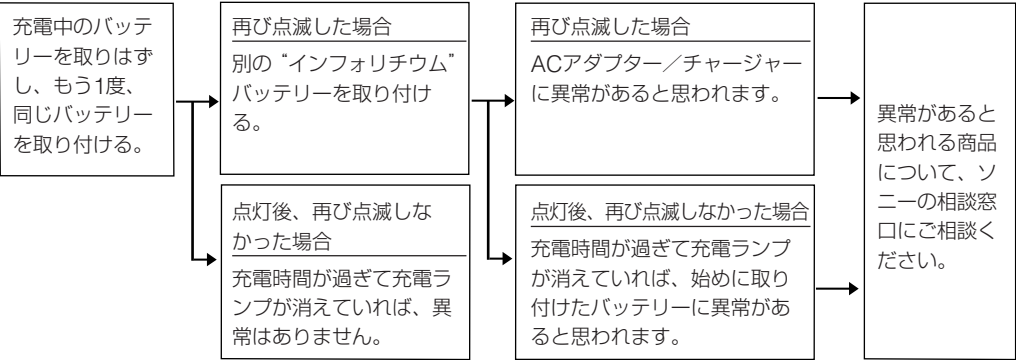 充電中のバッテ
リーを取りはず
し、もう1度、
同じバッテリー
を取り付ける。
再び点滅した場合
別の“インフォリチウム”
バッテリーを取り付け
る。
点灯後、再び点滅しな
かった場合
充電時間が過ぎて充電ラ
ンプが消えていれば、異
常はありません。
再び点滅した場合
ACアダプター／チャージャー
に異常があると思われます。
点灯後、再び点滅しなかった場合
充電時間が過ぎて充電ランプ
が消えていれば、始めに取り
付けたバッテリーに異常があ
ると思われます。
異常があると
思われる商品
について、ソ
ニーの相談窓
口にご相談く
ださい。